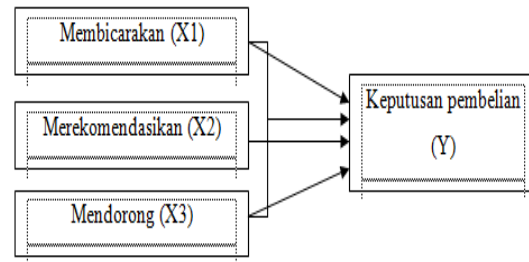 Membicarakan (X1)
Merekomendasikan (X2)
Mendorong (X3)
Keputusan pembelian
(Y)